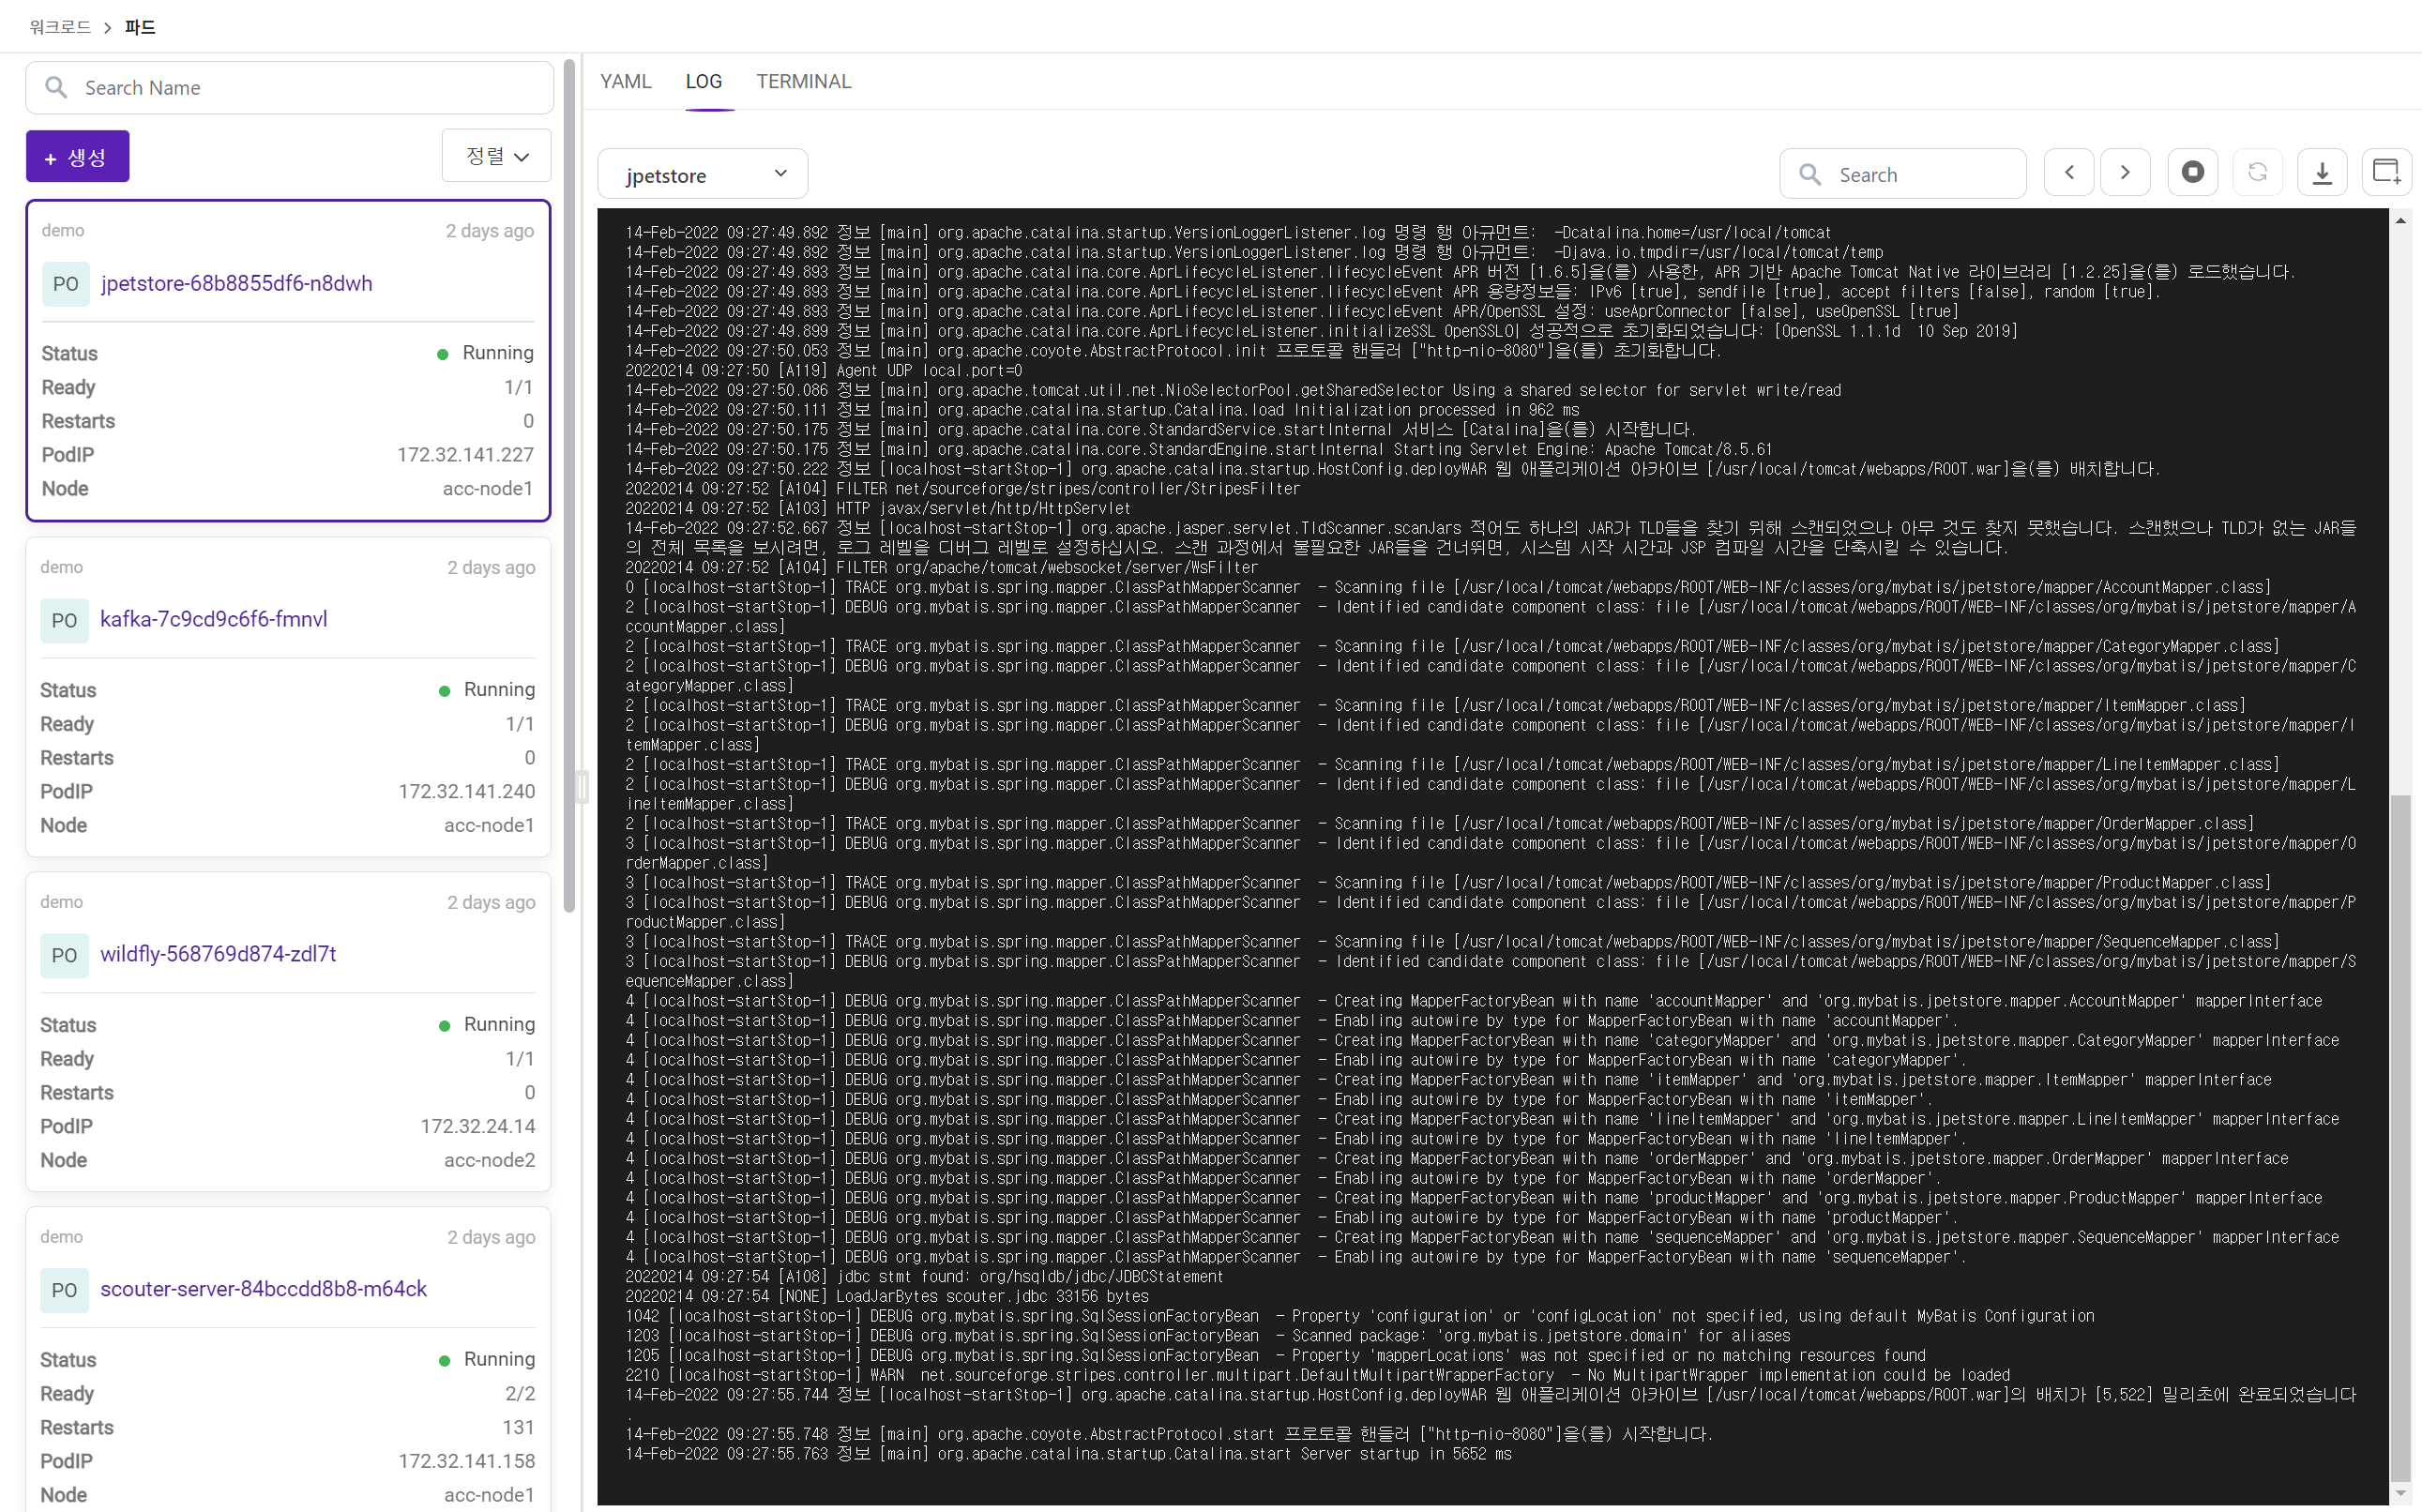 워크로드 > 파드
Search Name
+ 생성
정렬
demo
2 days ago
PO
jpetstore-68b8855df6-n8dwh
Status
Running
Ready
1/1
Restarts
0
PodIP
172.32.141.227
Node
acc-node1
demo
2 days ago
PO
kafka-7c9cd9c6f6-fmnvl
Status
Running
Ready
1/1
Restarts
0
PodIP
172.32.141.240
Node
acc-node1
demo
2 days ago
PO
wildfly-568769d874-zdl7t
Status
Running
Ready
1/1
Restarts
0
PodIP
172.32.24.14
Node
acc-node2
demo
2 days ago
PO
scouter-server-84bccdd8b8-m64ck
Status
Running
Ready
2/2
Restarts
131
PodIP
172.32.141.158
Node
acc-node1
YAML
LOG
TERMINAL
jpetstore
Search
14-Feb-2022 09:27:49.892 정보 [main] org.apache.catalina.startup.VersionLoggerListener.log 명령 행 아규먼트:  -Dcatalina.home=/usr/local/tomcat
14-Feb-2022 09:27:49.892 정보 [main] org.apache.catalina.startup.VersionLoggerListener.log 명령 행 아규먼트:  -Djava.io.tmpdir=/usr/local/tomcat/temp
14-Feb-2022 09:27:49.893 정보 [main] org.apache.catalina.core.AprLifecycleListener.lifecycleEvent APR 버전 [1.6.5]을(를) 사용한, APR 기반 Apache Tomcat Native 라이브러리 [1.2.25]을(를) 로드했습니다.
14-Feb-2022 09:27:49.893 정보 [main] org.apache.catalina.core.AprLifecycleListener.lifecycleEvent APR 용량정보들: IPv6 [true], sendfile [true], accept filters [false], random [true].
14-Feb-2022 09:27:49.893 정보 [main] org.apache.catalina.core.AprLifecycleListener.lifecycleEvent APR/OpenSSL 설정: useAprConnector [false], useOpenSSL [true]
14-Feb-2022 09:27:49.899 정보 [main] org.apache.catalina.core.AprLifecycleListener.initializeSSL OpenSSL이 성공적으로 초기화되었습니다: [OpenSSL 1.1.1d  10 Sep 2019]
14-Feb-2022 09:27:50.053 정보 [main] org.apache.coyote.AbstractProtocol.init 프로토콜 핸들러 ["http-nio-8080"]을(를) 초기화합니다.
20220214 09:27:50 [A119] Agent UDP local.port=0
14-Feb-2022 09:27:50.086 정보 [main] org.apache.tomcat.util.net.NioSelectorPool.getSharedSelector Using a shared selector for servlet write/read
14-Feb-2022 09:27:50.111 정보 [main] org.apache.catalina.startup.Catalina.load Initialization processed in 962 ms
14-Feb-2022 09:27:50.175 정보 [main] org.apache.catalina.core.StandardService.startInternal 서비스 [Catalina]을(를) 시작합니다.
14-Feb-2022 09:27:50.175 정보 [main] org.apache.catalina.core.StandardEngine.startInternal Starting Servlet Engine: Apache Tomcat/8.5.61
14-Feb-2022 09:27:50.222 정보 [localhost-startStop-1] org.apache.catalina.startup.HostConfig.deployWAR 웹 애플리케이션 아카이브 [/usr/local/tomcat/webapps/ROOT.war]을(를) 배치합니다.
20220214 09:27:52 [A104] FILTER net/sourceforge/stripes/controller/StripesFilter
20220214 09:27:52 [A103] HTTP javax/servlet/http/HttpServlet
14-Feb-2022 09:27:52.667 정보 [localhost-startStop-1] org.apache.jasper.servlet.TldScanner.scanJars 적어도 하나의 JAR가 TLD들을 찾기 위해 스캔되었으나 아무 것도 찾지 못했습니다. 스캔했으나 TLD가 없는 JAR들
의 전체 목록을 보시려면, 로그 레벨을 디버그 레벨로 설정하십시오. 스캔 과정에서 불필요한 JAR들을 건너뛰면, 시스템 시작 시간과 JSP 컴파일 시간을 단축시킬 수 있습니다.
20220214 09:27:52 [A104] FILTER org/apache/tomcat/websocket/server/WsFilter
0 [localhost-startStop-1] TRACE org.mybatis.spring.mapper.ClassPathMapperScanner  - Scanning file [/usr/local/tomcat/webapps/ROOT/WEB-INF/classes/org/mybatis/jpetstore/mapper/AccountMapper.class]
2 [localhost-startStop-1] DEBUG org.mybatis.spring.mapper.ClassPathMapperScanner  - Identified candidate component class: file [/usr/local/tomcat/webapps/ROOT/WEB-INF/classes/org/mybatis/jpetstore/mapper/A
ccountMapper.class]
2 [localhost-startStop-1] TRACE org.mybatis.spring.mapper.ClassPathMapperScanner  - Scanning file [/usr/local/tomcat/webapps/ROOT/WEB-INF/classes/org/mybatis/jpetstore/mapper/CategoryMapper.class]
2 [localhost-startStop-1] DEBUG org.mybatis.spring.mapper.ClassPathMapperScanner  - Identified candidate component class: file [/usr/local/tomcat/webapps/ROOT/WEB-INF/classes/org/mybatis/jpetstore/mapper/C
ategoryMapper.class]
2 [localhost-startStop-1] TRACE org.mybatis.spring.mapper.ClassPathMapperScanner  - Scanning file [/usr/local/tomcat/webapps/ROOT/WEB-INF/classes/org/mybatis/jpetstore/mapper/ItemMapper.class]
2 [localhost-startStop-1] DEBUG org.mybatis.spring.mapper.ClassPathMapperScanner  - Identified candidate component class: file [/usr/local/tomcat/webapps/ROOT/WEB-INF/classes/org/mybatis/jpetstore/mapper/I
temMapper.class]
2 [localhost-startStop-1] TRACE org.mybatis.spring.mapper.ClassPathMapperScanner  - Scanning file [/usr/local/tomcat/webapps/ROOT/WEB-INF/classes/org/mybatis/jpetstore/mapper/LineItemMapper.class]
2 [localhost-startStop-1] DEBUG org.mybatis.spring.mapper.ClassPathMapperScanner  - Identified candidate component class: file [/usr/local/tomcat/webapps/ROOT/WEB-INF/classes/org/mybatis/jpetstore/mapper/L
ineItemMapper.class]
2 [localhost-startStop-1] TRACE org.mybatis.spring.mapper.ClassPathMapperScanner  - Scanning file [/usr/local/tomcat/webapps/ROOT/WEB-INF/classes/org/mybatis/jpetstore/mapper/OrderMapper.class]
3 [localhost-startStop-1] DEBUG org.mybatis.spring.mapper.ClassPathMapperScanner  - Identified candidate component class: file [/usr/local/tomcat/webapps/ROOT/WEB-INF/classes/org/mybatis/jpetstore/mapper/O
rderMapper.class]
3 [localhost-startStop-1] TRACE org.mybatis.spring.mapper.ClassPathMapperScanner  - Scanning file [/usr/local/tomcat/webapps/ROOT/WEB-INF/classes/org/mybatis/jpetstore/mapper/ProductMapper.class]
3 [localhost-startStop-1] DEBUG org.mybatis.spring.mapper.ClassPathMapperScanner  - Identified candidate component class: file [/usr/local/tomcat/webapps/ROOT/WEB-INF/classes/org/mybatis/jpetstore/mapper/P
roductMapper.class]
3 [localhost-startStop-1] TRACE org.mybatis.spring.mapper.ClassPathMapperScanner  - Scanning file [/usr/local/tomcat/webapps/ROOT/WEB-INF/classes/org/mybatis/jpetstore/mapper/SequenceMapper.class]
3 [localhost-startStop-1] DEBUG org.mybatis.spring.mapper.ClassPathMapperScanner  - Identified candidate component class: file [/usr/local/tomcat/webapps/ROOT/WEB-INF/classes/org/mybatis/jpetstore/mapper/S
equenceMapper.class]
4 [localhost-startStop-1] DEBUG org.mybatis.spring.mapper.ClassPathMapperScanner  - Creating MapperFactoryBean with name 'accountMapper' and 'org.mybatis.jpetstore.mapper.AccountMapper' mapperInterface
4 [localhost-startStop-1] DEBUG org.mybatis.spring.mapper.ClassPathMapperScanner  - Enabling autowire by type for MapperFactoryBean with name 'accountMapper'.
4 [localhost-startStop-1] DEBUG org.mybatis.spring.mapper.ClassPathMapperScanner  - Creating MapperFactoryBean with name 'categoryMapper' and 'org.mybatis.jpetstore.mapper.CategoryMapper' mapperInterface
4 [localhost-startStop-1] DEBUG org.mybatis.spring.mapper.ClassPathMapperScanner  - Enabling autowire by type for MapperFactoryBean with name 'categoryMapper'.
4 [localhost-startStop-1] DEBUG org.mybatis.spring.mapper.ClassPathMapperScanner  - Creating MapperFactoryBean with name 'itemMapper' and 'org.mybatis.jpetstore.mapper.ItemMapper' mapperInterface
4 [localhost-startStop-1] DEBUG org.mybatis.spring.mapper.ClassPathMapperScanner  - Enabling autowire by type for MapperFactoryBean with name 'itemMapper'.
4 [localhost-startStop-1] DEBUG org.mybatis.spring.mapper.ClassPathMapperScanner  - Creating MapperFactoryBean with name 'lineItemMapper' and 'org.mybatis.jpetstore.mapper.LineItemMapper' mapperInterface
4 [localhost-startStop-1] DEBUG org.mybatis.spring.mapper.ClassPathMapperScanner  - Enabling autowire by type for MapperFactoryBean with name 'lineItemMapper'.
4 [localhost-startStop-1] DEBUG org.mybatis.spring.mapper.ClassPathMapperScanner  - Creating MapperFactoryBean with name 'orderMapper' and 'org.mybatis.jpetstore.mapper.OrderMapper' mapperInterface
4 [localhost-startStop-1] DEBUG org.mybatis.spring.mapper.ClassPathMapperScanner  - Enabling autowire by type for MapperFactoryBean with name 'orderMapper'.
4 [localhost-startStop-1] DEBUG org.mybatis.spring.mapper.ClassPathMapperScanner  - Creating MapperFactoryBean with name 'productMapper' and 'org.mybatis.jpetstore.mapper.ProductMapper' mapperInterface
4 [localhost-startStop-1] DEBUG org.mybatis.spring.mapper.ClassPathMapperScanner  - Enabling autowire by type for MapperFactoryBean with name 'productMapper'.
4 [localhost-startStop-1] DEBUG org.mybatis.spring.mapper.ClassPathMapperScanner  - Creating MapperFactoryBean with name 'sequenceMapper' and 'org.mybatis.jpetstore.mapper.SequenceMapper' mapperInterface
4 [localhost-startStop-1] DEBUG org.mybatis.spring.mapper.ClassPathMapperScanner  - Enabling autowire by type for MapperFactoryBean with name 'sequenceMapper'.
20220214 09:27:54 [A108] jdbc stmt found: org/hsqldb/jdbc/JDBCStatement
20220214 09:27:54 [NONE] LoadJarBytes scouter.jdbc 33156 bytes
1042 [localhost-startStop-1] DEBUG org.mybatis.spring.SqlSessionFactoryBean  - Property 'configuration' or 'configLocation' not specified, using default MyBatis Configuration
1203 [localhost-startStop-1] DEBUG org.mybatis.spring.SqlSessionFactoryBean  - Scanned package: 'org.mybatis.jpetstore.domain' for aliases
1205 [localhost-startStop-1] DEBUG org.mybatis.spring.SqlSessionFactoryBean  - Property 'mapperLocations' was not specified or no matching resources found
2210 [localhost-startStop-1] WARN  net.sourceforge.stripes.controller.multipart.DefaultMultipartWrapperFactory  - No MultipartWrapper implementation could be loaded
14-Feb-2022 09:27:55.744 정보 [localhost-startStop-1] org.apache.catalina.startup.HostConfig.deployWAR 웹 애플리케이션 아카이브 [/usr/local/tomcat/webapps/ROOT.war]의 배치가 [5,522] 밀리초에 완료되었습니다
.
14-Feb-2022 09:27:55.748 정보 [main] org.apache.coyote.AbstractProtocol.start 프로토콜 핸들러 ["http-nio-8080"]을(를) 시작합니다.
14-Feb-2022 09:27:55.763 정보 [main] org.apache.catalina.startup.Catalina.start Server startup in 5652 ms